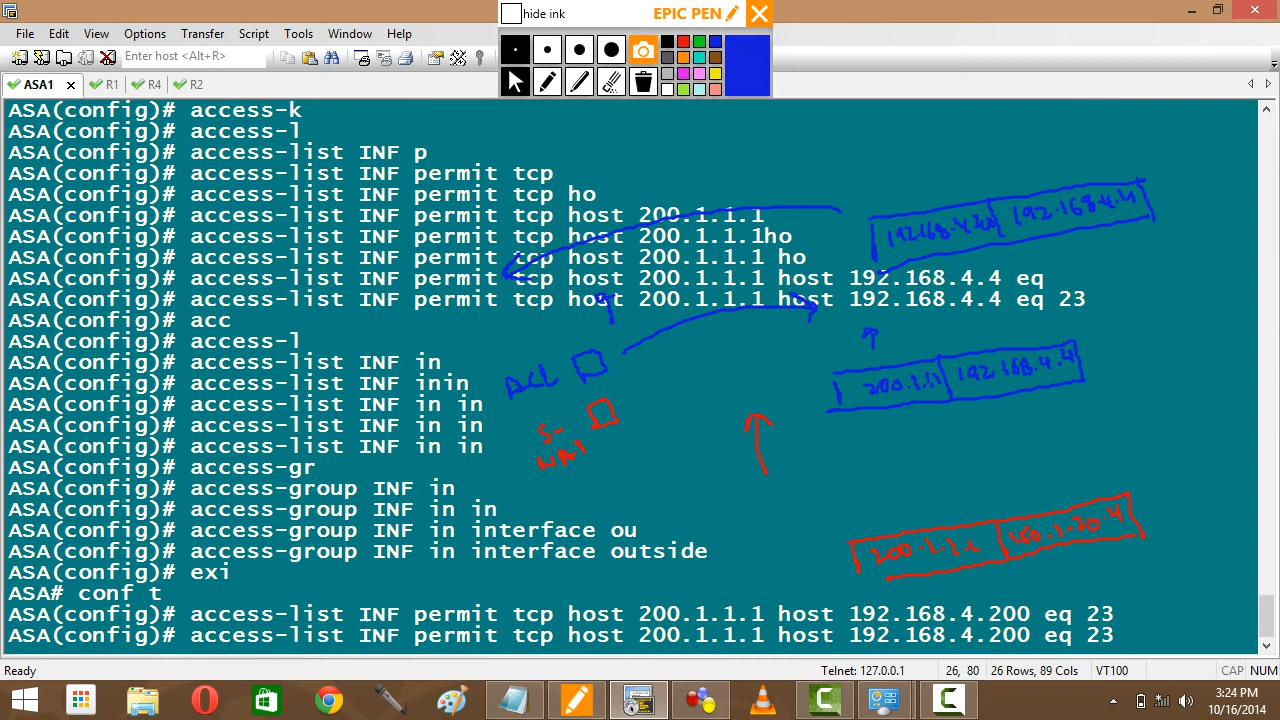 hide ink
EPIC PEN
File Edit View Options Transfer Script Tools Window Help
Enter host <Alt+R>
ASA1 R1 R4 R2
ASA(config)# access-k
ASA(config)# access-l
ASA(config)# access-list INF p
ASA(config)# access-list INF permit tcp
ASA(config)# access-list INF permit tcp ho
ASA(config)# access-list INF permit tcp host 200.1.1.1
ASA(config)# access-list INF permit tcp host 200.1.1.1ho
ASA(config)# access-list INF permit tcp host 200.1.1.1 ho
ASA(config)# access-list INF permit tcp host 200.1.1.1 host 192.168.4.4 eq
ASA(config)# access-list INF permit tcp host 200.1.1.1 host 192.168.4.4 eq 23
ASA(config)# acc
ASA(config)# access-l
ASA(config)# access-list INF in
ASA(config)# access-list INF inin
ASA(config)# access-list INF in in
ASA(config)# access-list INF in in
ASA(config)# access-list INF in in
ASA(config)# access-gr
ASA(config)# access-group INF in
ASA(config)# access-group INF in in
ASA(config)# access-group INF in interface ou
ASA(config)# access-group INF in interface outside
ASA(config)# exi
ASA# conf t
ASA(config)# access-list INF permit tcp host 200.1.1.1 host 192.168.4.200 eq 23
ASA(config)# access-list INF permit tcp host 200.1.1.1 host 192.168.4.200 eq 23
192.168.4.4
ACL
200.1.1.1 192.168.4.4
S-
NAT
200.1.1.1
Ready Telnet: 127.0.0.1 26, 80 26 Rows, 89 Cols VT100 CAP NUM
3:24 PM
10/16/2014